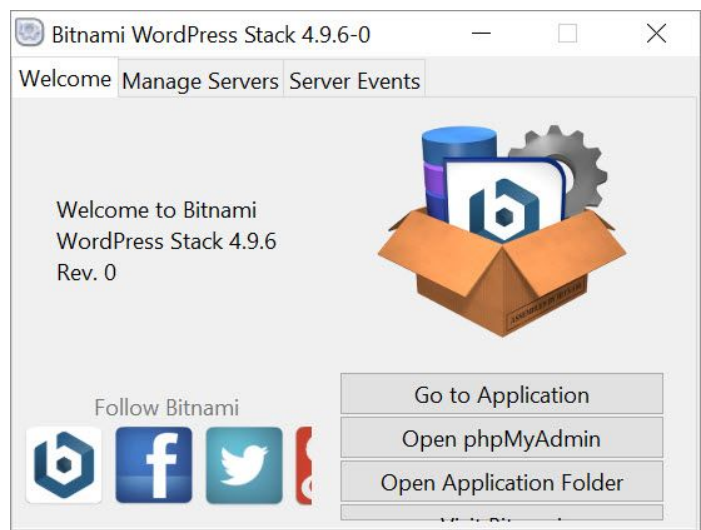 Bitnami WordPress Stack 4.9.6-0
Welcome Manage Servers Server Events
Welcome to Bitnami
WordPress Stack 4.9.6
Rev. 0
Follow Bitnami
Go to Application
Open phpMyAdmin
Open Application Folder